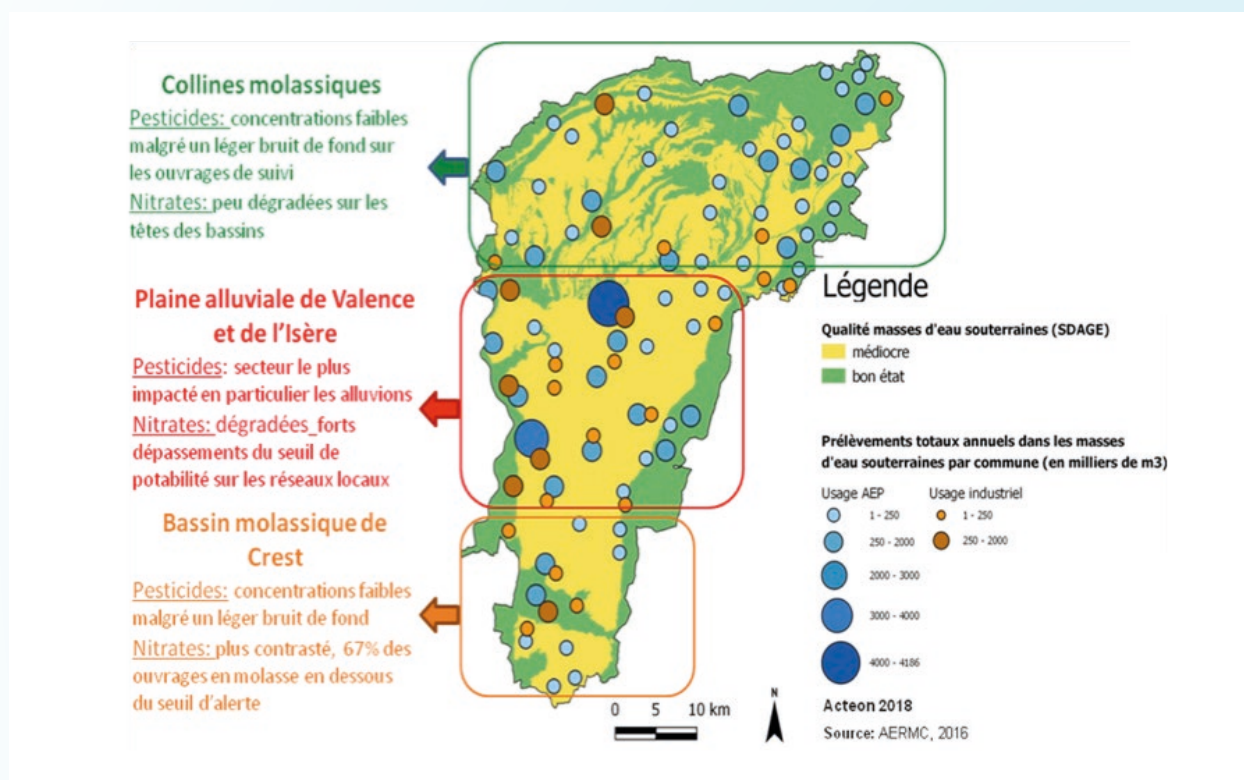 Collines molassiques
Pesticides: concentrations faibles
malgré un léger bruit de fond sur
les ouvrages de suivi
Nitrates: peu dégradées sur les
têtes des bassins
Plaine alluviale de Valence
et de l'Isère
Pesticides: secteur le plus
impacté en particulier les alluvions
Nitrates: dégradées_forts
dépassements du seuil de
potabilité sur les réseaux locaux
Bassin molassique de
Crest
Pesticides: concentrations faibles
malgré un léger bruit de fond
Nitrates: plus contrasté, 67% des
ouvrages en molasse en dessous
du seuil d'alerte
Légende
Qualité masses d'eau souterraines (SDAGE)
médiocre
bon état
Prélèvements totaux annuels dans les masses
d'eau souterraines par commune (en milliers de m3)
Usage AEP Usage industriel
1 - 250 1 - 250
250 - 2000 250 - 2000
2000 - 3000
3000 - 4000
4000 - 4186
N
0 5 10 km
Acteon 2018
Source: AERMC, 2016